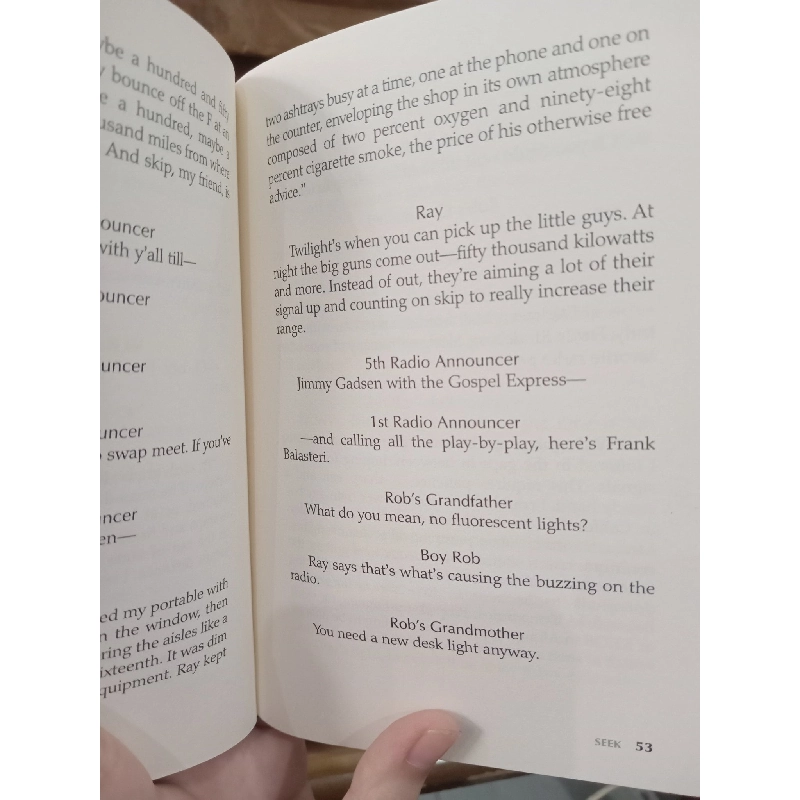 be a hundred and fifty
bounce off the F at an
e a hundred, maybe a
usand miles from where
And skip, my friend, is
ouncer
with y'all till—
ouncer
uncer
uncer
swap meet. If you've
ncer
en—
ed my portable with
n the window, then
ring the aisles like a
ixteenth. It was dim
quipment. Ray kept
two ashtrays busy at a time, one at the phone and one on
the counter, enveloping the shop in its own atmosphere
composed of two percent oxygen and ninety-eight
percent cigarette smoke, the price of his otherwise free
advice."
Ray
Twilight's when you can pick up the little guys. At
night the big guns come out—fifty thousand kilowatts
and more. Instead of out, they're aiming a lot of their
signal up and counting on skip to really increase their
range.
5th Radio Announcer
Jimmy Gadsen with the Gospel Express—
1st Radio Announcer
—and calling all the play-by-play, here's Frank
Balasteri.
Rob's Grandfather
What do you mean, no fluorescent lights?
Boy Rob
Ray says that's what's causing the buzzing on the
radio.
Rob's Grandmother
You need a new desk light anyway.
SEEK 53